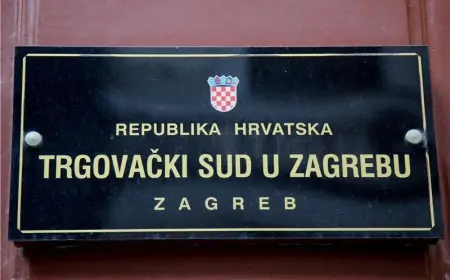 REPUBLIKA HRVATSKA
TRGOVAČKI SUD U ZAGREBU
ZAGREB